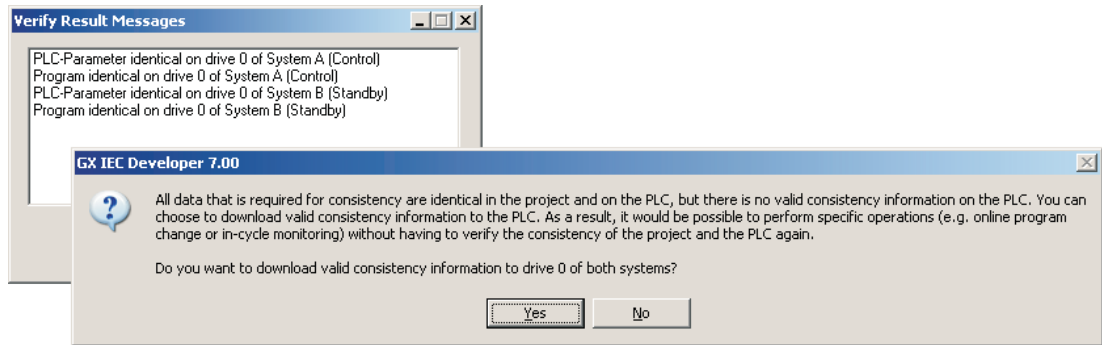 Verify Result Messages
PLC-Parameter identical on drive 0 of System A (Control)
Program identical on drive 0 of System A (Control)
PLC-Parameter identical on drive 0 of System B (Standby)
Program identical on drive 0 of System B (Standby)
GX IEC Developer 7.00
All data that is required for consistency are identical in the project and on the PLC, but there is no valid consistency information on the PLC. You can
choose to download valid consistency information to the PLC. As a result, it would be possible to perform specific operations (e.g. online program
change or in-cycle monitoring) without having to verify the consistency of the project and the PLC again.
Do you want to download valid consistency information to drive 0 of both systems?
Yes
No